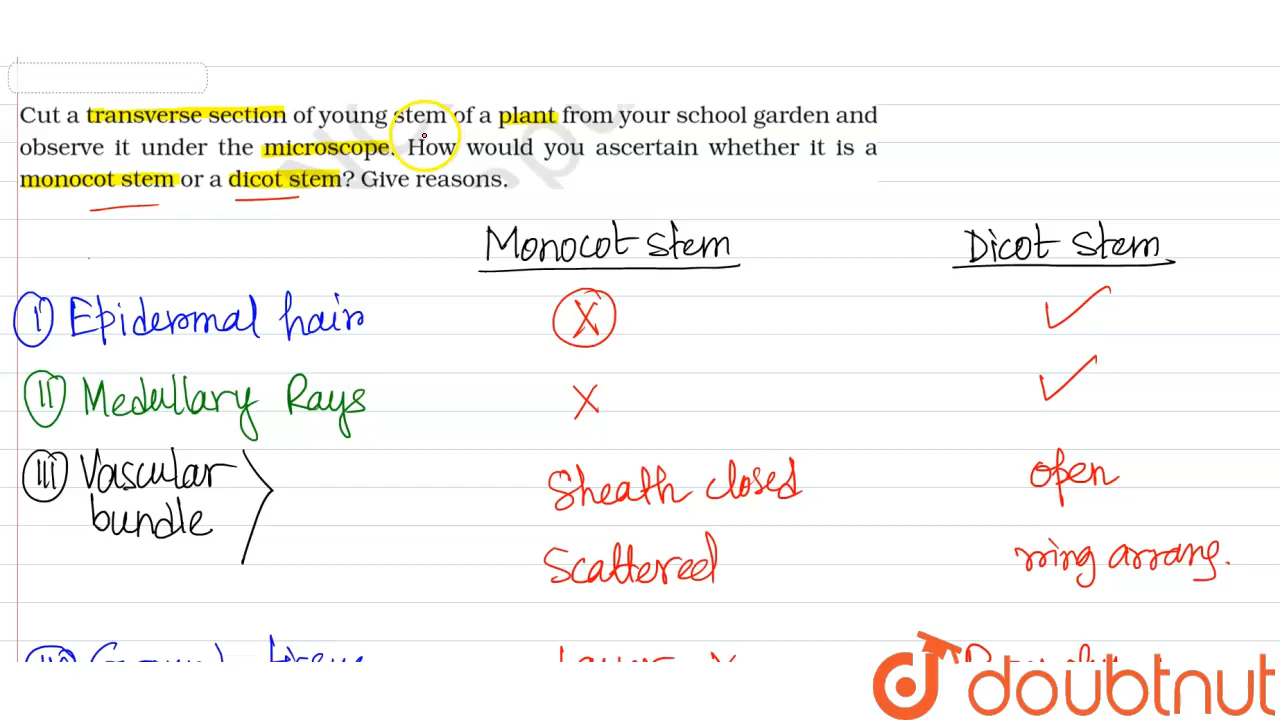 Cut a transverse section of young stem of a plant from your school garden and
observe it under the microscope. How would you ascertain whether it is a
monocot stem or a dicot stem? Give reasons.
Monocot Stem Dicot Stem
(i) Epidermal hair X ✓
(ii) Medullary Rays X ✓
(iii) Vascular bundle Sheath closed open
Scattered ring arrang.
doubtnut